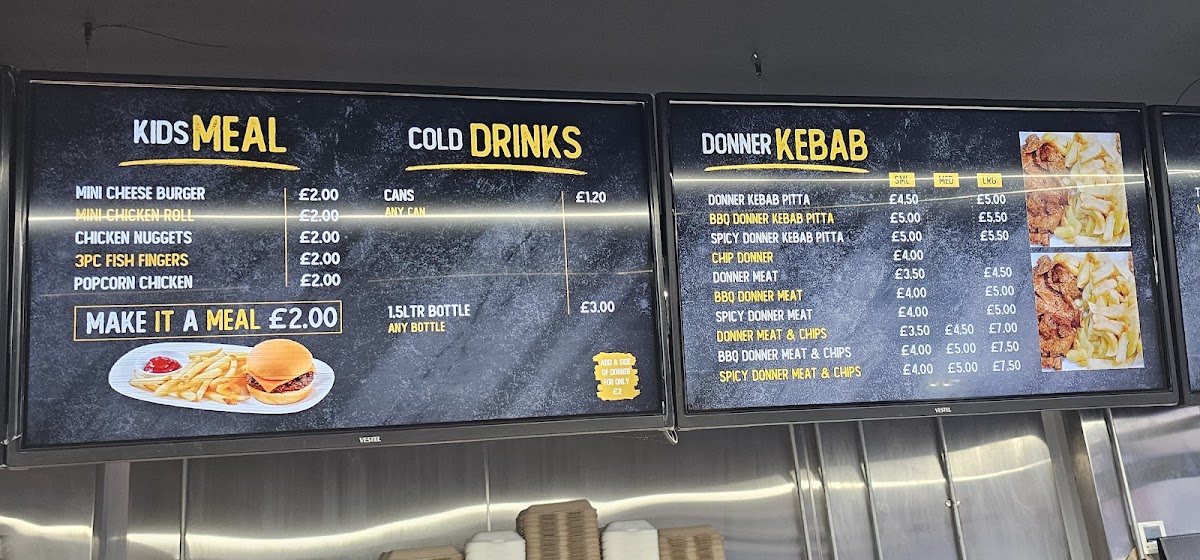 KIDS MEAL
MINI CHEESE BURGER £2.00
MINI CHICKEN ROLL £2.00
CHICKEN NUGGETS £2.00
3PC FISH FINGERS £2.00
POPCORN CHICKEN £2.00
MAKE IT A MEAL £2.00
COLD DRINKS
CANS £1.20
ANY CAN
1.5LTR BOTTLE £3.00
ANY BOTTLE
ADD A SIDE
OF DONNER
FOR ONLY
£2
VESTEL
DONNER KEBAB
SML MED LRG
DONNER KEBAB PITTA £4.50 £5.00
BBQ DONNER KEBAB PITTA £5.00 £5.50
SPICY DONNER KEBAB PITTA £5.00 £5.50
CHIP DONNER £4.00
DONNER MEAT £3.50 £4.50
BBQ DONNER MEAT £4.00 £5.00
SPICY DONNER MEAT £4.00 £5.00
DONNER MEAT & CHIPS £3.50 £4.50 £7.00
BBQ DONNER MEAT & CHIPS £4.00 £5.00 £7.50
SPICY DONNER MEAT & CHIPS £4.00 £5.00 £7.50
VESTEL